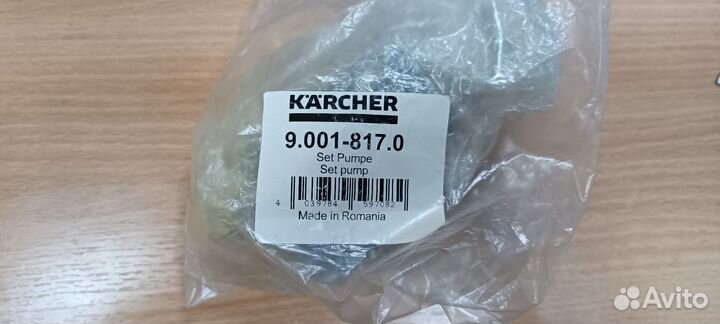 KÄRCHER
9.001-817.0
Set Pumpe
Set pump
4 039784 597082
Made in Romania
Avito